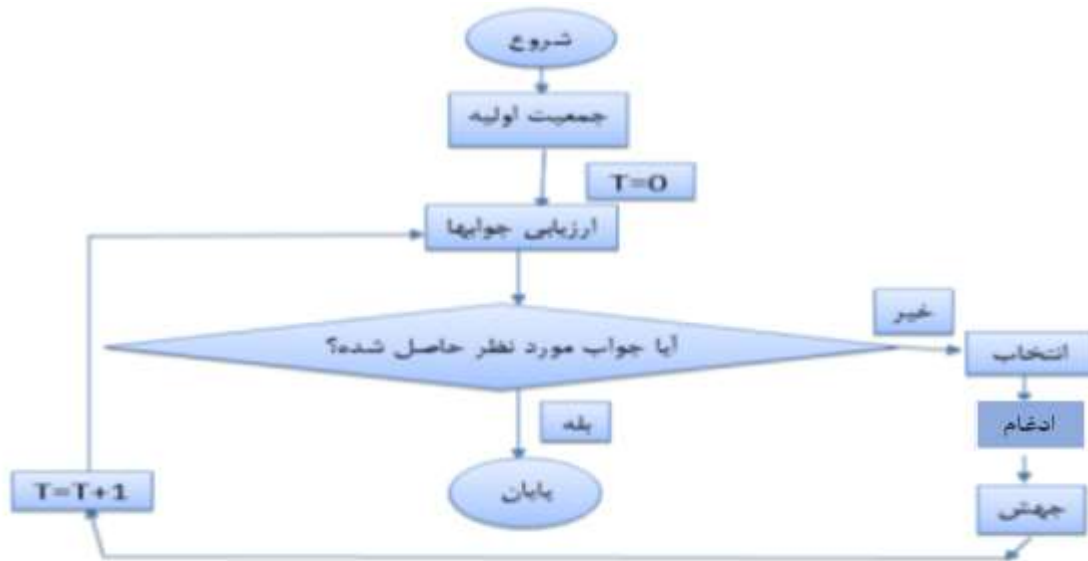 شروع
جمعیت اولیه
T=0
ارزیابی جوابها
آیا جواب مورد نظر حاصل شده؟
خیر
انتخاب
ادغام
جهش
بله
پایان
T=T+1